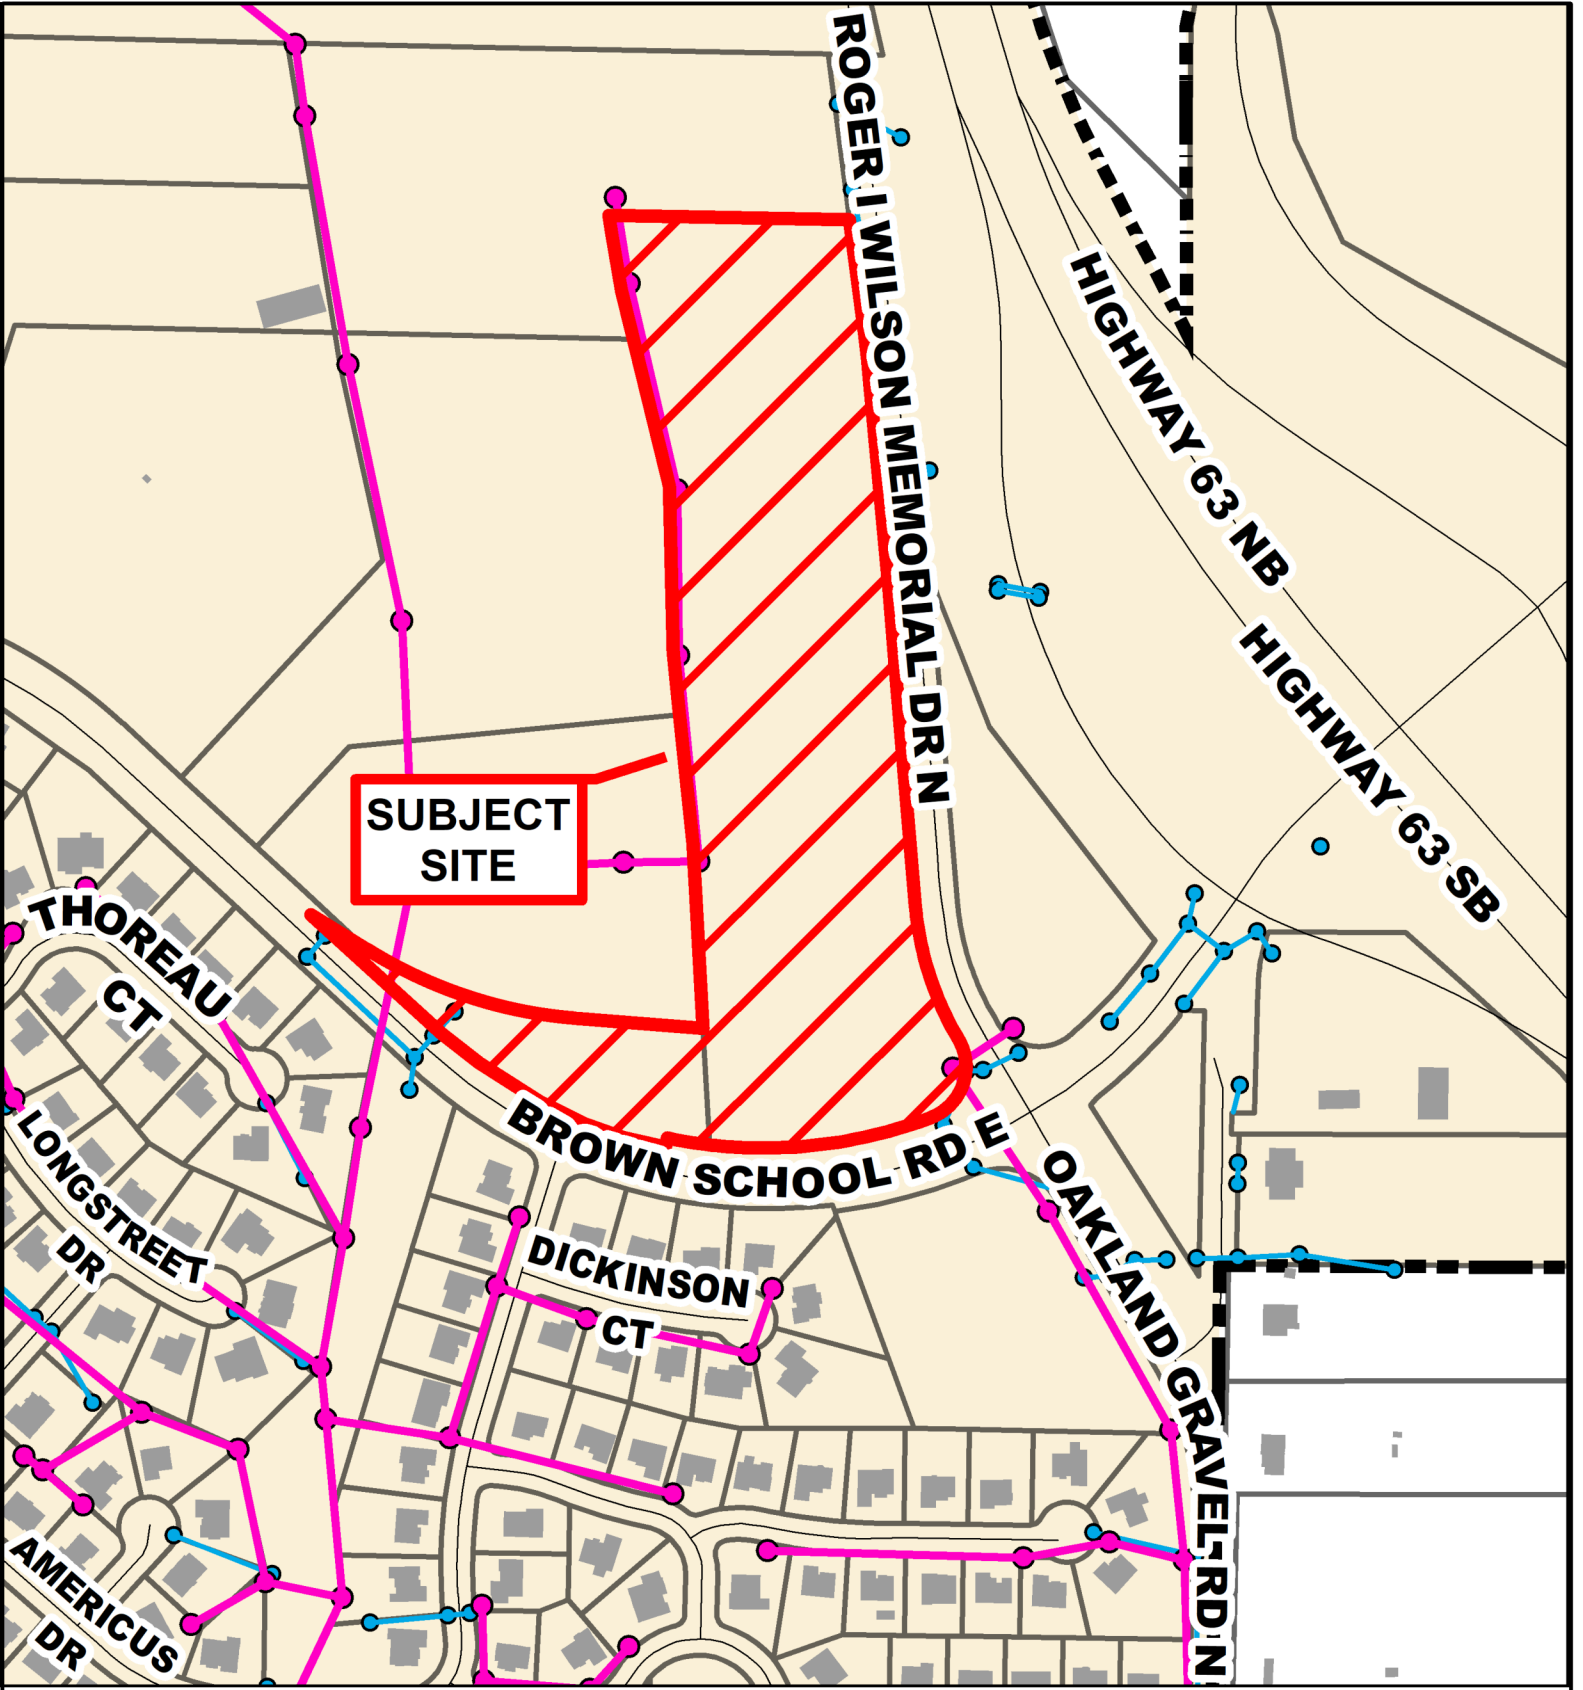 ROGER I WILSON MEMORIAL DR N
HIGHWAY 63 NB
HIGHWAY 63 SB
SUBJECT
SITE
THOREAU
CT
LONGSTREET
DR
BROWN SCHOOL RD E
DICKINSON
CT
OAKLAND GRAVEL RD N
AMERICUS
DR